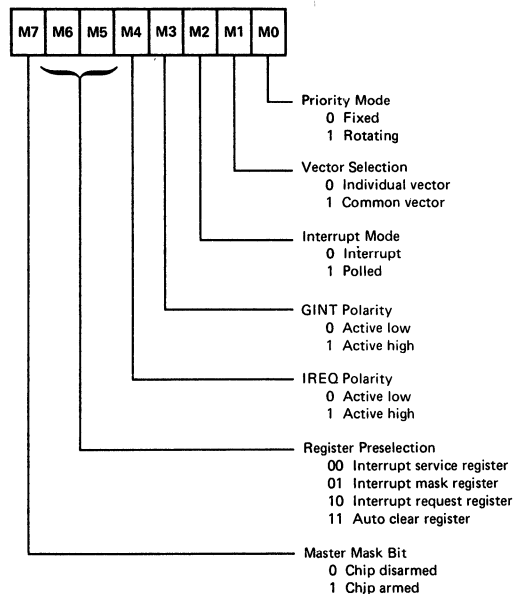 M7 M6 M5 M4 M3 M2 M1 M0
Priority Mode
0 Fixed
1 Rotating
Vector Selection
0 Individual vector
1 Common vector
Interrupt Mode
0 Interrupt
1 Polled
GINT Polarity
0 Active low
1 Active high
IREQ Polarity
0 Active low
1 Active high
Register Preselection
00 Interrupt service register
01 Interrupt mask register
10 Interrupt request register
11 Auto clear register
Master Mask Bit
0 Chip disarmed
1 Chip armed